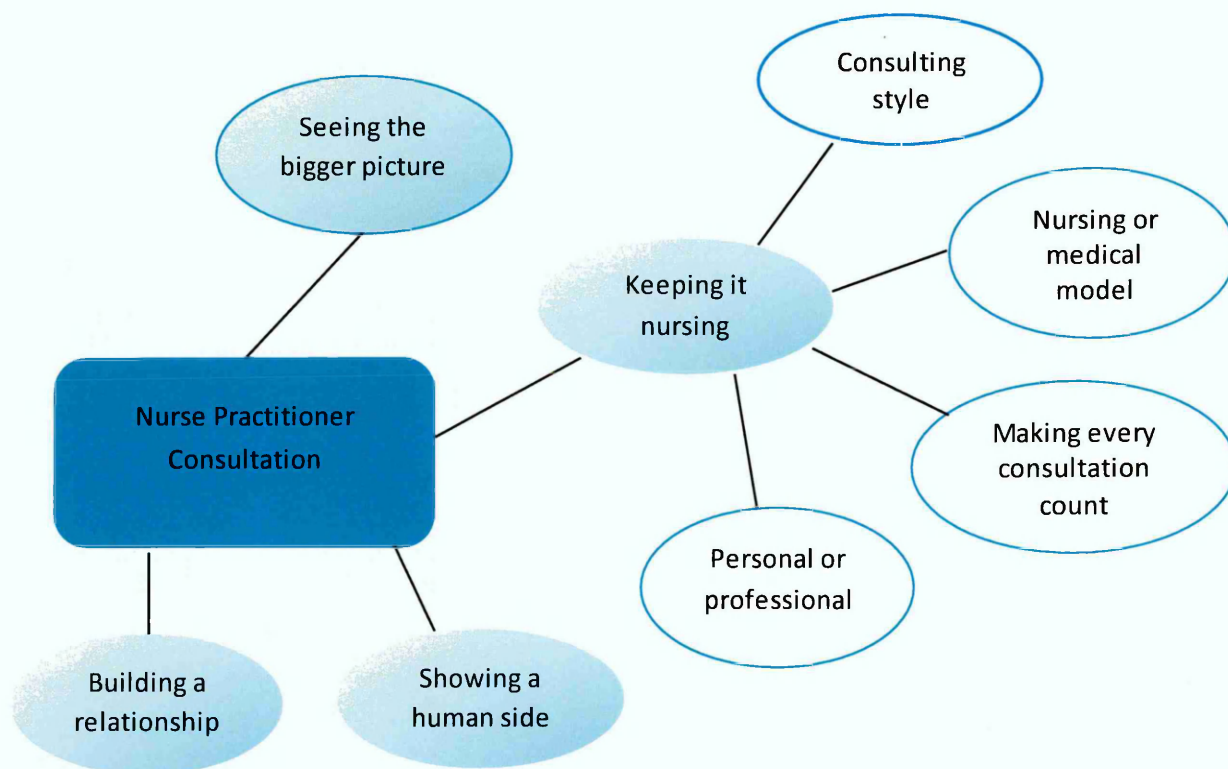 Consulting
style
Seeing the
bigger picture
Nursing or
medical
model
Keeping it
nursing
Nurse Practitioner
Consultation
Making every
consultation
count
Personal or
professional
Building a
relationship
Showing a
human side